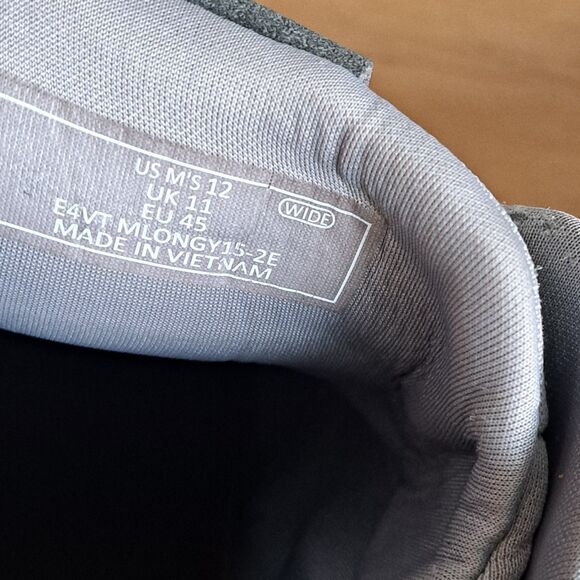 US M'S 12
UK 11
EU 45
WIDE
E4VT MLONGY15-2E
MADE IN VIETNAM